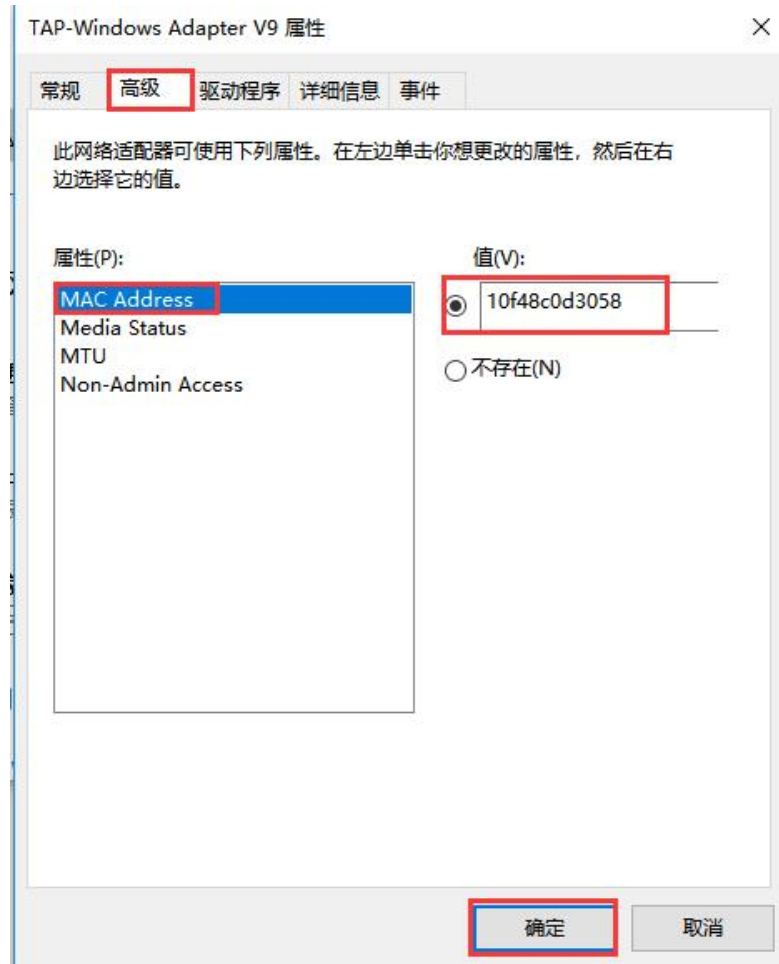 TAP-Windows Adapter V9 属性
常规 高级 驱动程序 详细信息 事件
此网络适配器可使用下列属性。在左边单击你想更改的属性，然后在右
边选择它的值。
属性(P):
值(V):
MAC Address
Media Status
MTU
Non-Admin Access
10f48c0d3058
不存在(N)
确定
取消